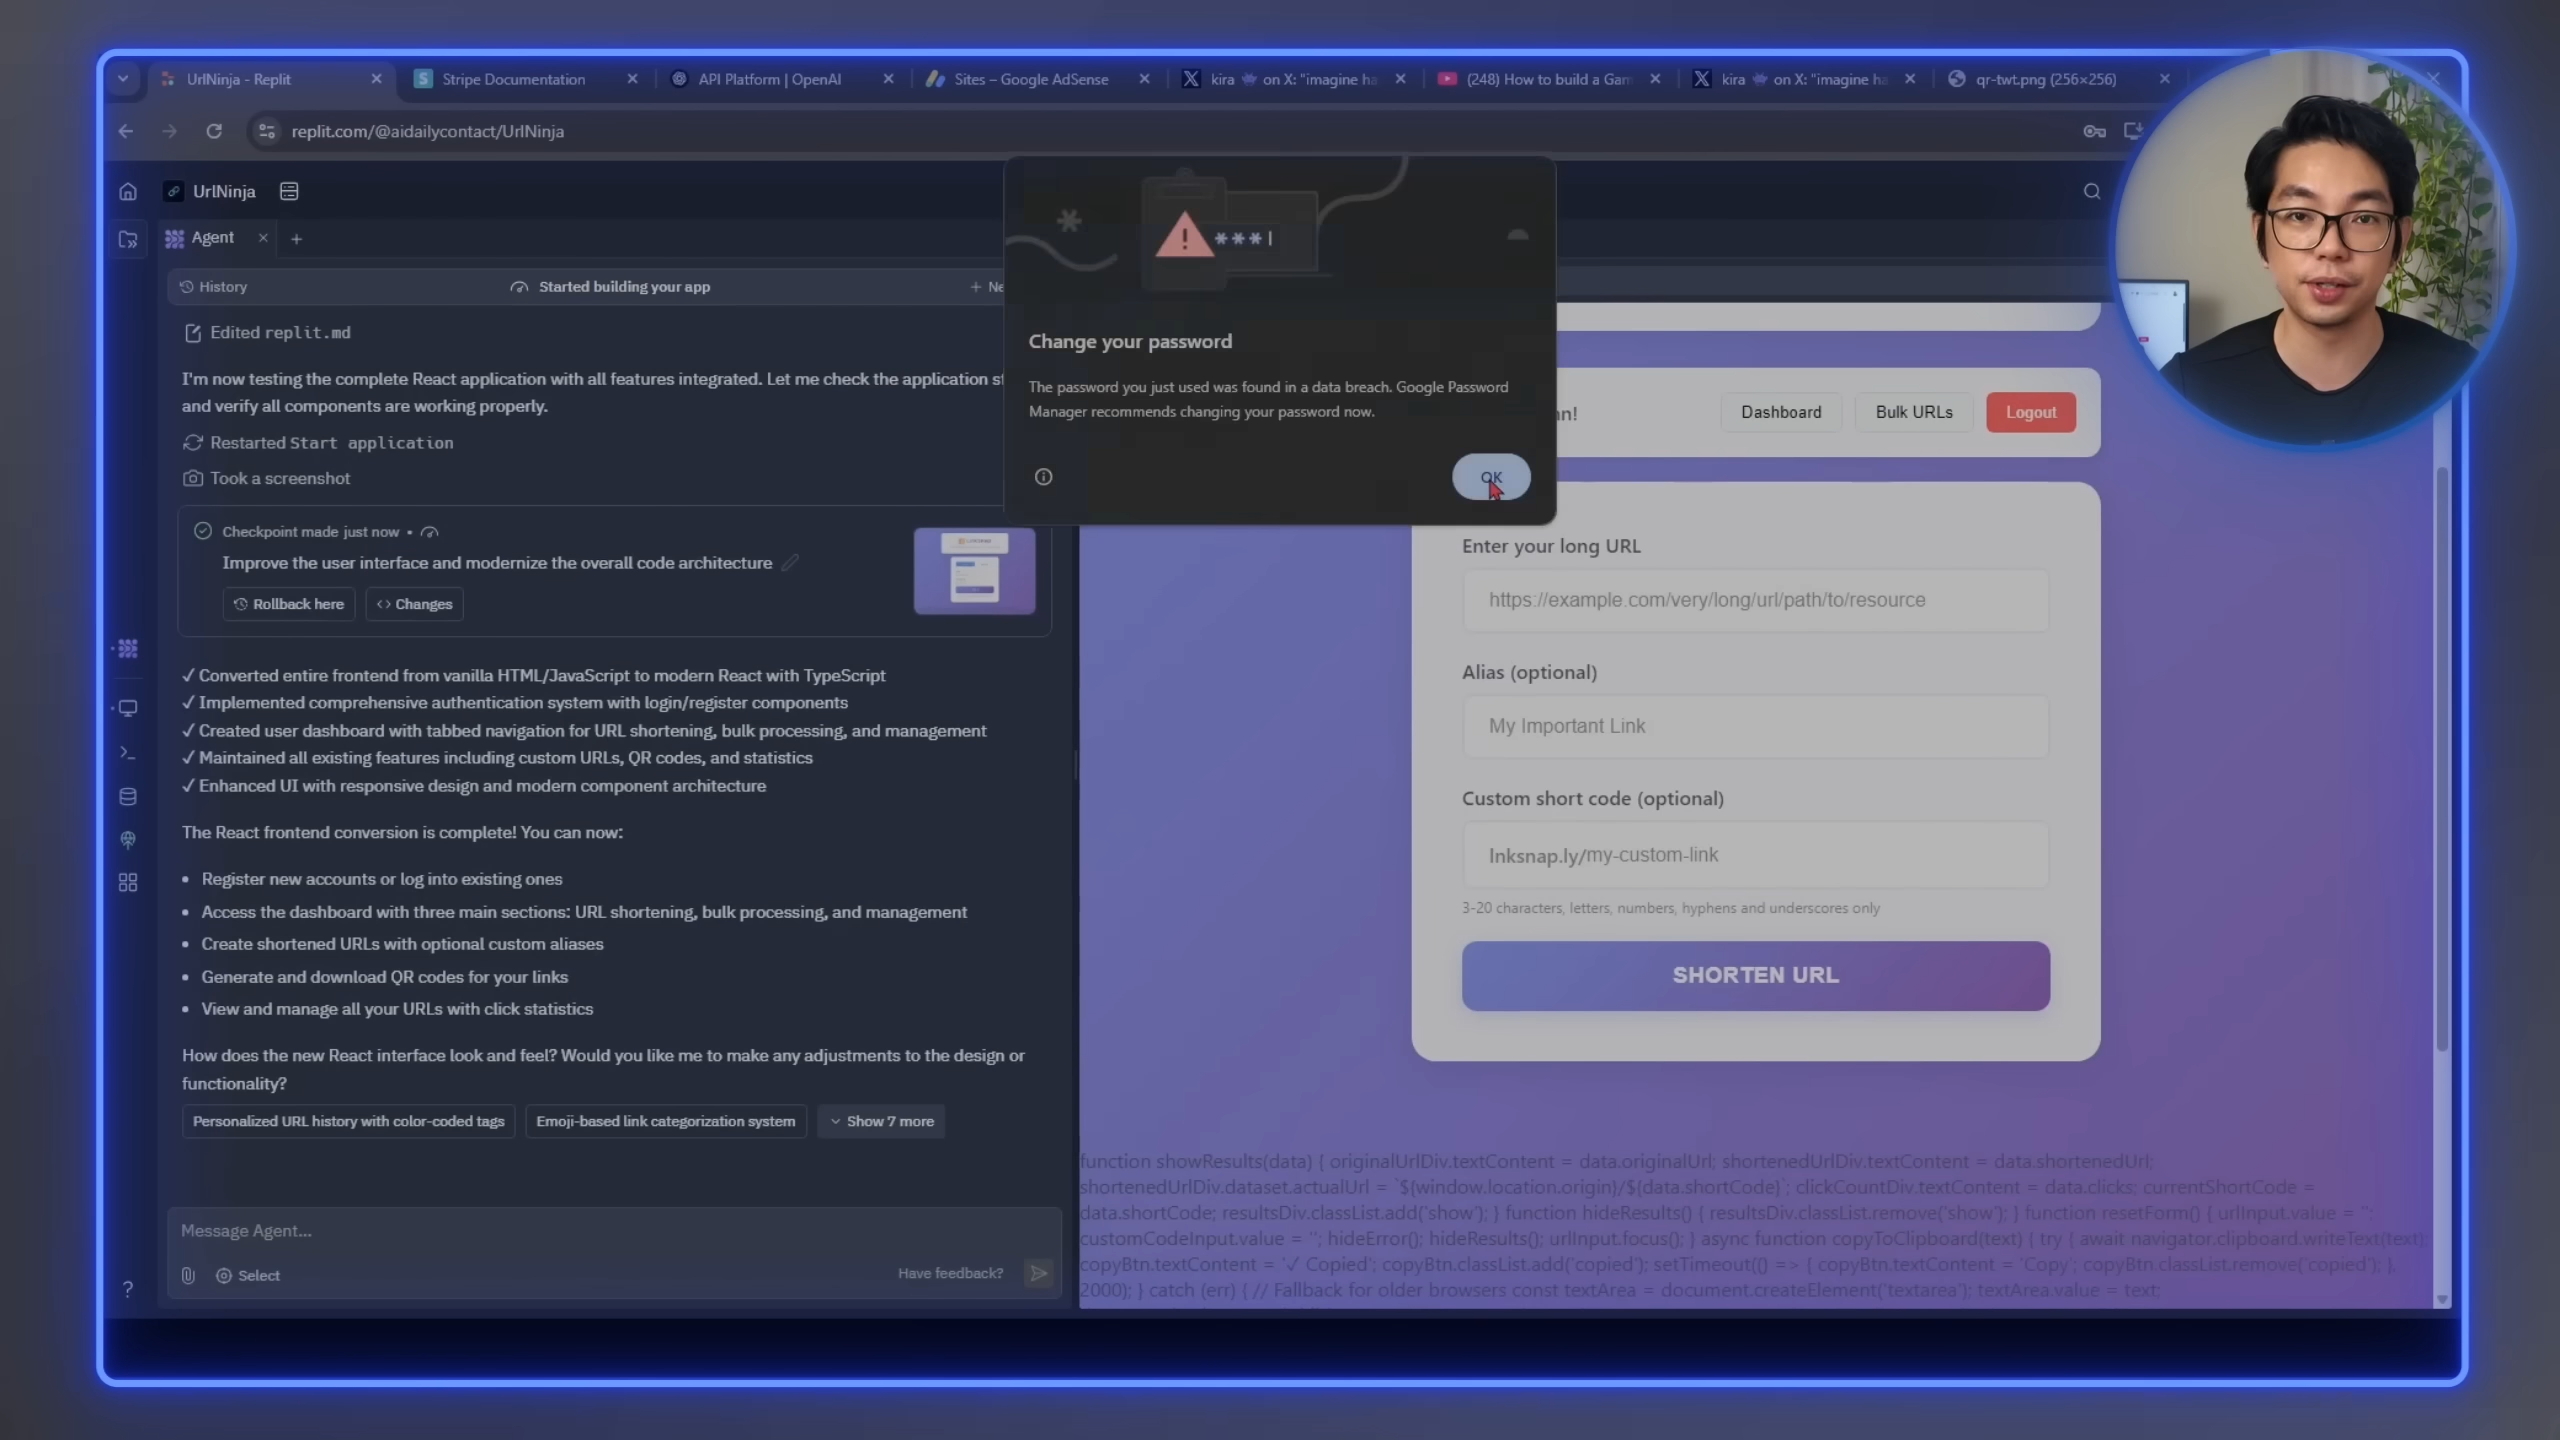 UrlNinja - Replit
Stripe Documentation
API Platform | OpenAI
Sites – Google AdSense
kira on X: "imagine ha
(248) How to build a Gam
kira on X: "imagine ha
qr-twt.png (256×256)
replit.com/@aidailycontact/UrlNinja
UrlNinja
Agent
History
Started building your app
+ Ne
Edited replit.md
I'm now testing the complete React application with all features integrated. Let me check the application st
and verify all components are working properly.
Restarted Start application
Took a screenshot
Checkpoint made just now •
Improve the user interface and modernize the overall code architecture
Rollback here
<> Changes
✓ Converted entire frontend from vanilla HTML/JavaScript to modern React with TypeScript
✓ Implemented comprehensive authentication system with login/register components
✓ Created user dashboard with tabbed navigation for URL shortening, bulk processing, and management
✓ Maintained all existing features including custom URLs, QR codes, and statistics
✓ Enhanced UI with responsive design and modern component architecture
The React frontend conversion is complete! You can now:
• Register new accounts or log into existing ones
• Access the dashboard with three main sections: URL shortening, bulk processing, and management
• Create shortened URLs with optional custom aliases
• Generate and download QR codes for your links
• View and manage all your URLs with click statistics
How does the new React interface look and feel? Would you like me to make any adjustments to the design or
functionality?
Personalized URL history with color-coded tags
Emoji-based link categorization system
Show 7 more
Message Agent...
Select
Have feedback?
***|
Change your password
The password you just used was found in a data breach. Google Password
Manager recommends changing your password now.
OK
n!
Dashboard
Bulk URLs
Logout
Enter your long URL
https://example.com/very/long/url/path/to/resource
Alias (optional)
My Important Link
Custom short code (optional)
lnksnap.ly/my-custom-link
3-20 characters, letters, numbers, hyphens and underscores only
SHORTEN URL
function showResults(data) { originalUrlDiv.textContent = data.originalUrl; shortenedUrlDiv.textContent = data.shortenedUrl;
shortenedUrlDiv.dataset.actualUrl = `${window.location.origin}/${data.shortCode}`; clickCountDiv.textContent = data.clicks; currentShortCode =
data.shortCode; resultsDiv.classList.add('show'); } function hideResults() { resultsDiv.classList.remove('show'); } function resetForm() { urlInput.value = '';
customCodeInput.value = ''; hideError(); hideResults(); urlInput.focus(); } async function copyToClipboard(text) { try { await navigator.clipboard.writeText(text);
copyBtn.textContent = '✓ Copied'; copyBtn.classList.add('copied'); setTimeout(() => { copyBtn.textContent = 'Copy'; copyBtn.classList.remove('copied'); },
2000); } catch (err) { // Fallback for older browsers const textArea = document.createElement('textarea'); textArea.value = text;